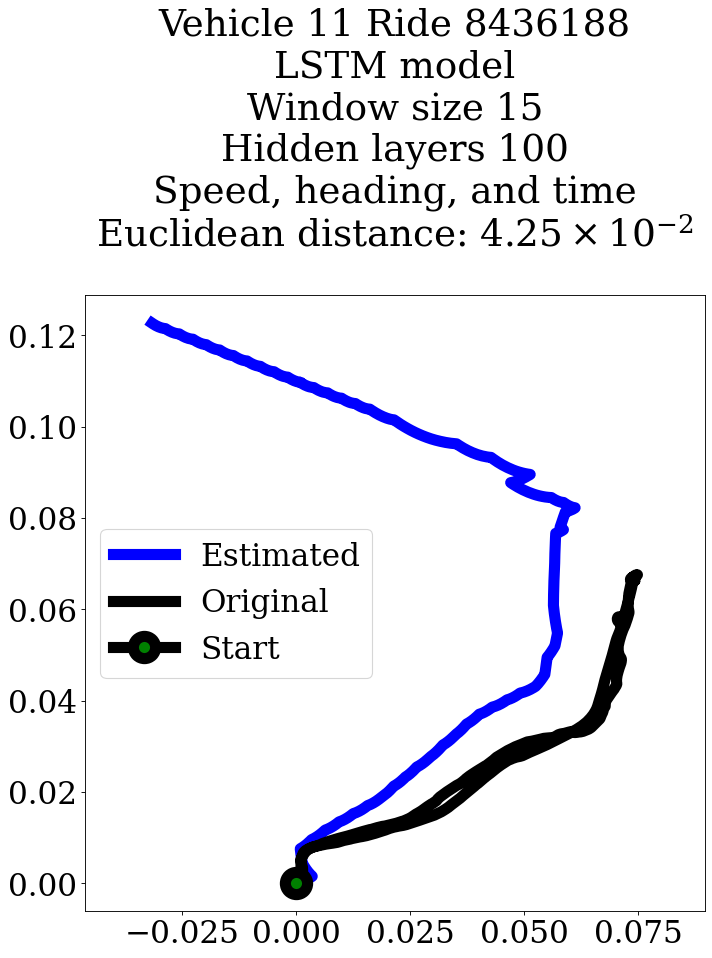 Vehicle 11 Ride 8436188
LSTM model
Window size 15
Hidden layers 100
Speed, heading, and time
Euclidean distance: 4.25 × 10⁻²
0.12
0.10
0.08
0.06
0.04
0.02
0.00
Estimated
Original
Start
−0.025 0.000 0.025 0.050 0.075